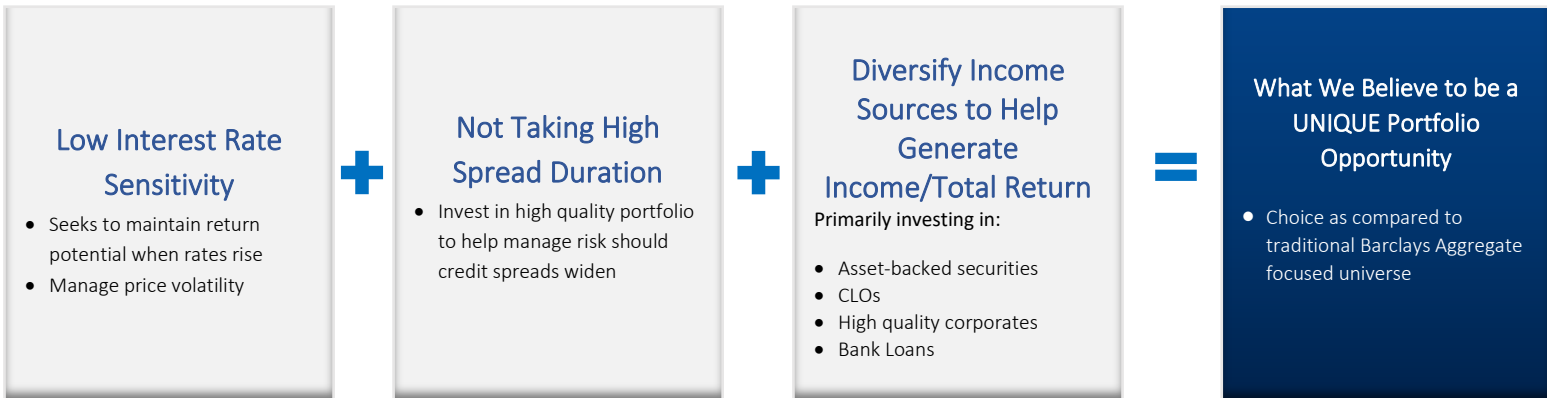 Low Interest Rate
Sensitivity
• Seeks to maintain return
potential when rates rise
• Manage price volatility
Not Taking High
Spread Duration
• Invest in high quality portfolio
to help manage risk should
credit spreads widen
Diversify Income
Sources to Help
Generate
Income/Total Return
Primarily investing in:
• Asset-backed securities
• CLOs
• High quality corporates
• Bank Loans
What We Believe to be a
UNIQUE Portfolio
Opportunity
• Choice as compared to
traditional Barclays Aggregate
focused universe